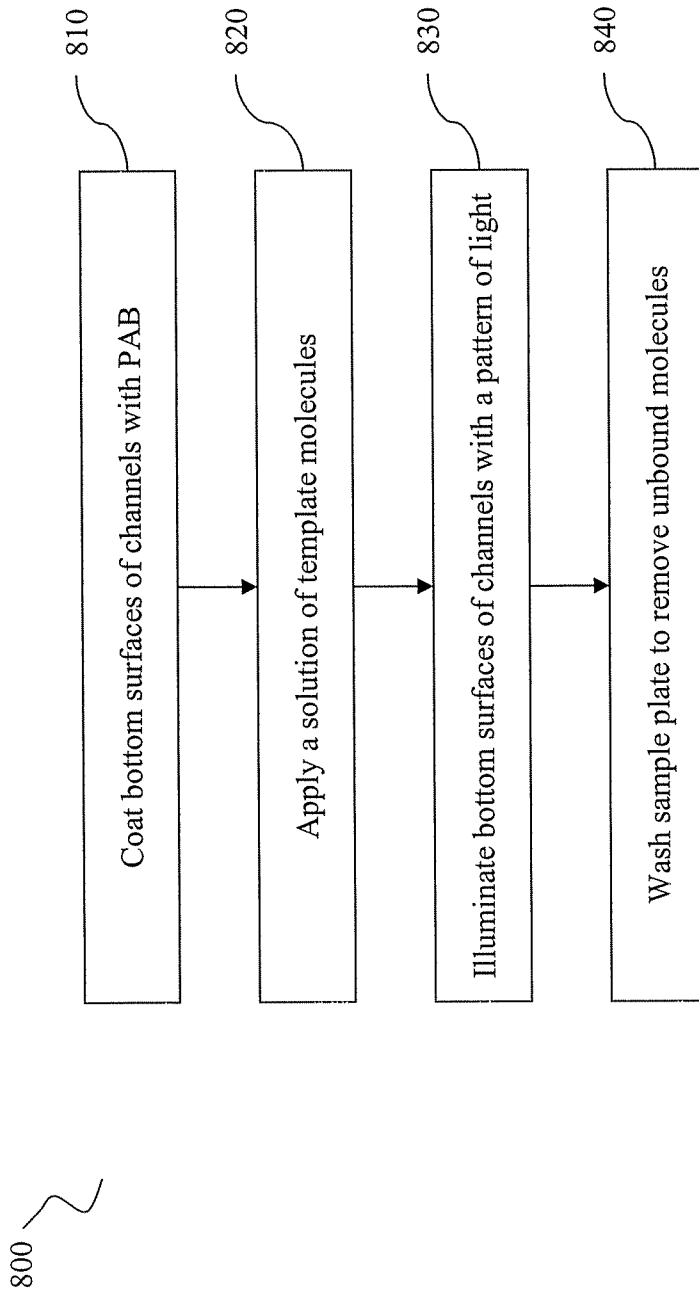 800
Coat bottom surfaces of channels with PAB
810
Apply a solution of template molecules
820
Illuminate bottom surfaces of channels with a pattern of light
830
Wash sample plate to remove unbound molecules
840